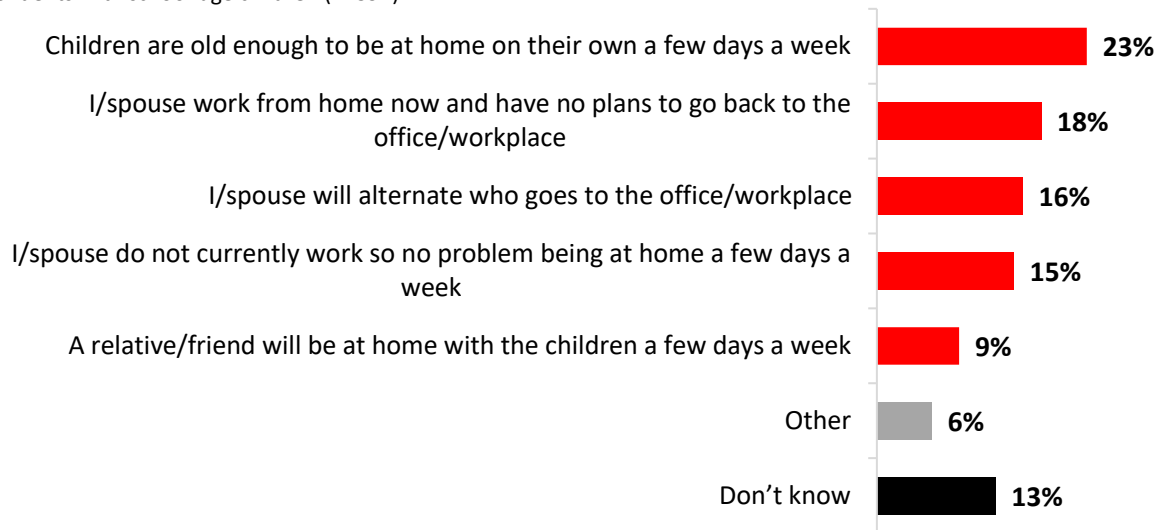 Children are old enough to be at home on their own a few days a week
23%
I/spouse work from home now and have no plans to go back to the
office/workplace
18%
I/spouse will alternate who goes to the office/workplace
16%
I/spouse do not currently work so no problem being at home a few days a
week
15%
A relative/friend will be at home with the children a few days a week
9%
Other
6%
Don’t know
13%